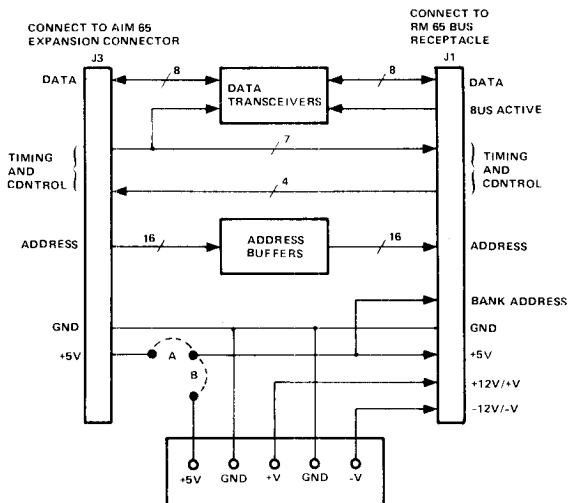 CONNECT TO AIM 65
EXPANSION CONNECTOR
J3
CONNECT TO
RM 65 BUS
RECEPTACLE
J1
DATA
8
DATA
TRANSCEIVERS
8
DATA
BUS ACTIVE
7
TIMING
AND
CONTROL
TIMING
AND
CONTROL
4
ADDRESS
16
ADDRESS
BUFFERS
16
ADDRESS
BANK ADDRESS
GND
GND
+5V
A
+5V
B
+12V/+V
-12V/-V
+5V
GND
+V
GND
-V